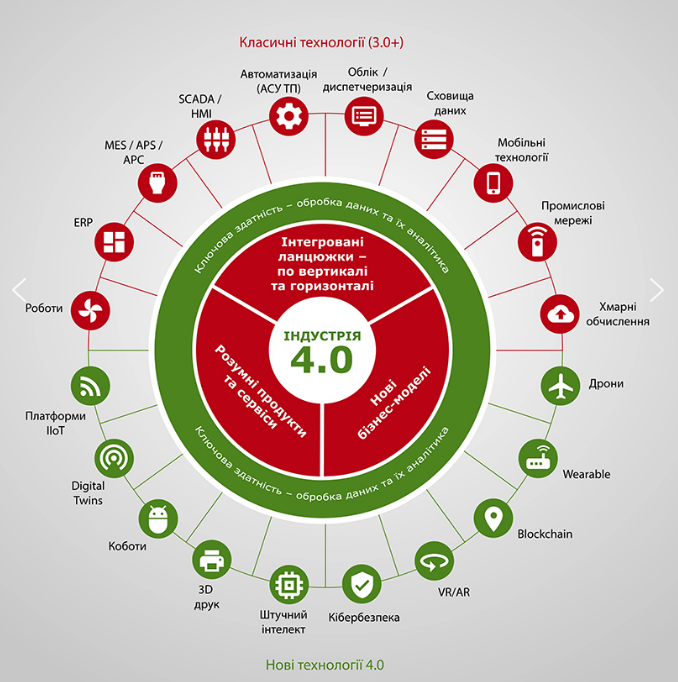 Класичні технології (3.0+)
Автоматизація
(АСУ ТП)
Облік /
диспетчеризація
SCADA /
HMI
Сховища
даних
MES / APS /
APC
Мобільні
технології
ERP
Промислові
мережі
Роботи
Хмарні
обчислення
Ключова здатність – обробка даних та їх аналітика
Інтегровані
ланцюжки –
по вертикалі
та горизонталі
ІНДУСТРІЯ
4.0
Розумні продукти
та сервіси
Нові
бізнес-моделі
Ключова здатність – обробка даних та їх аналітика
Платформи
IIoT
Дрони
Digital
Twins
Wearable
Коботи
Blockchain
3D
друк
VR/AR
Штучний
інтелект
Кібербезпека
Нові технології 4.0